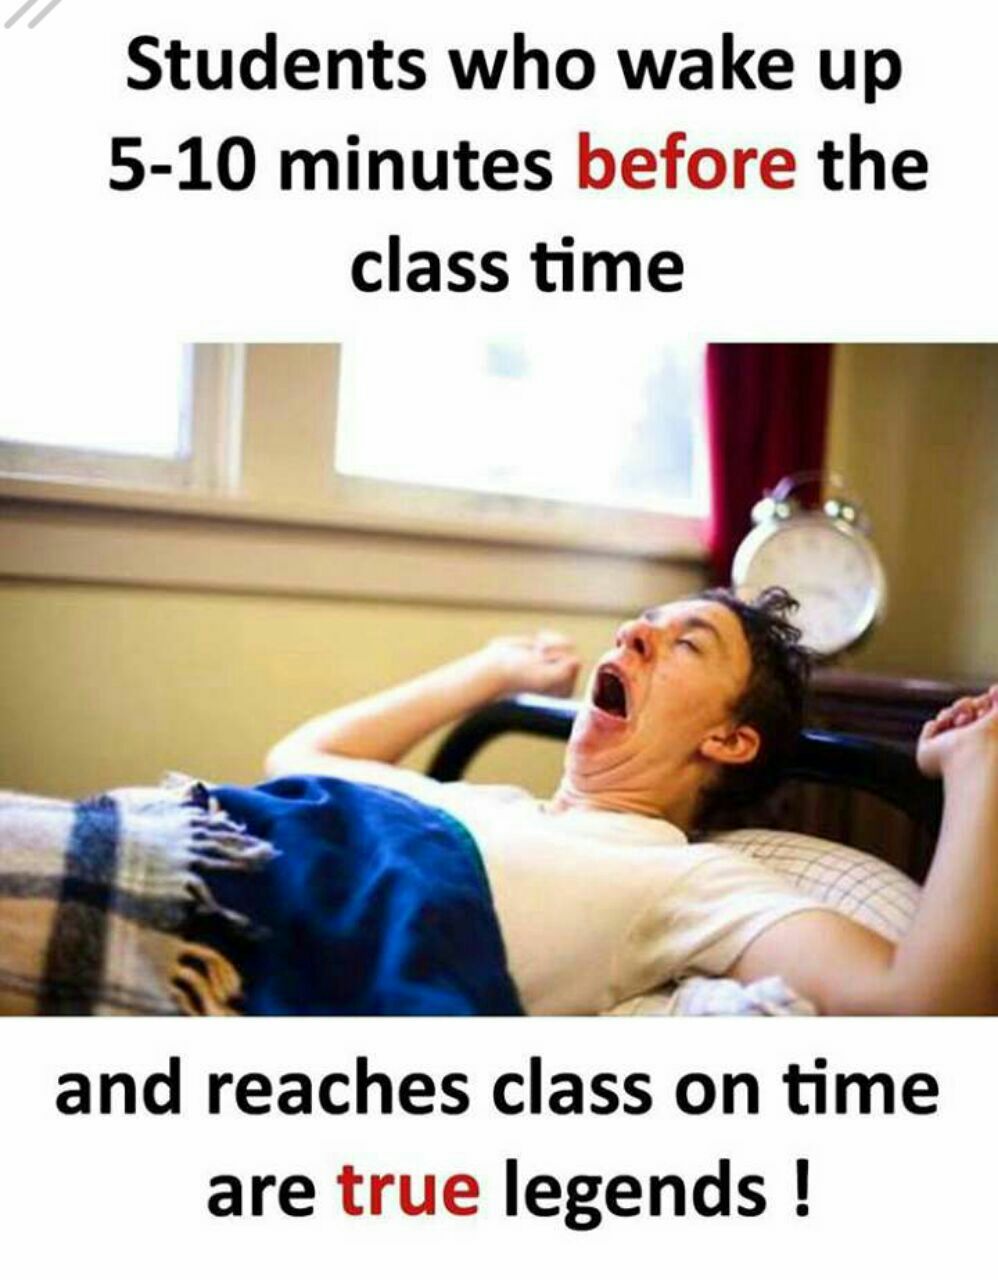 Students who wake up
5-10 minutes before the
class time
and reaches class on time
are true legends !